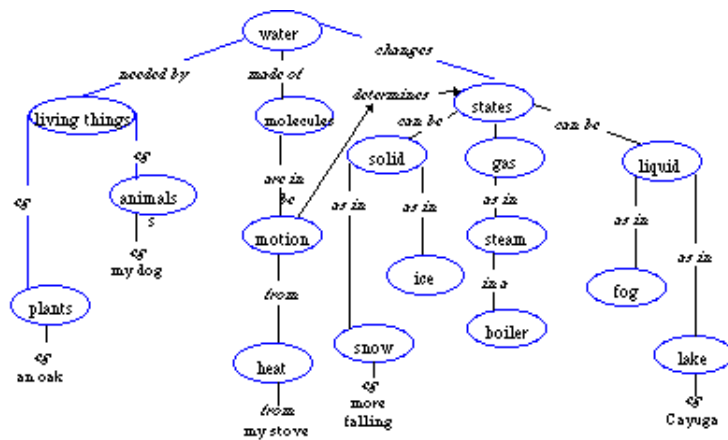 water
changes
needed by
made of
determines
living things
molecules
states
can be
can be
eg
solid
gas
liquid
are in
be
eg
animals
s
as in
as in
as in
as in
as in
motion
steam
eg
my dog
ice
in a
fog
from
plants
boiler
eg
an oak
heat
snow
lake
from
my stove
eg
more
falling
eg
Cayuga